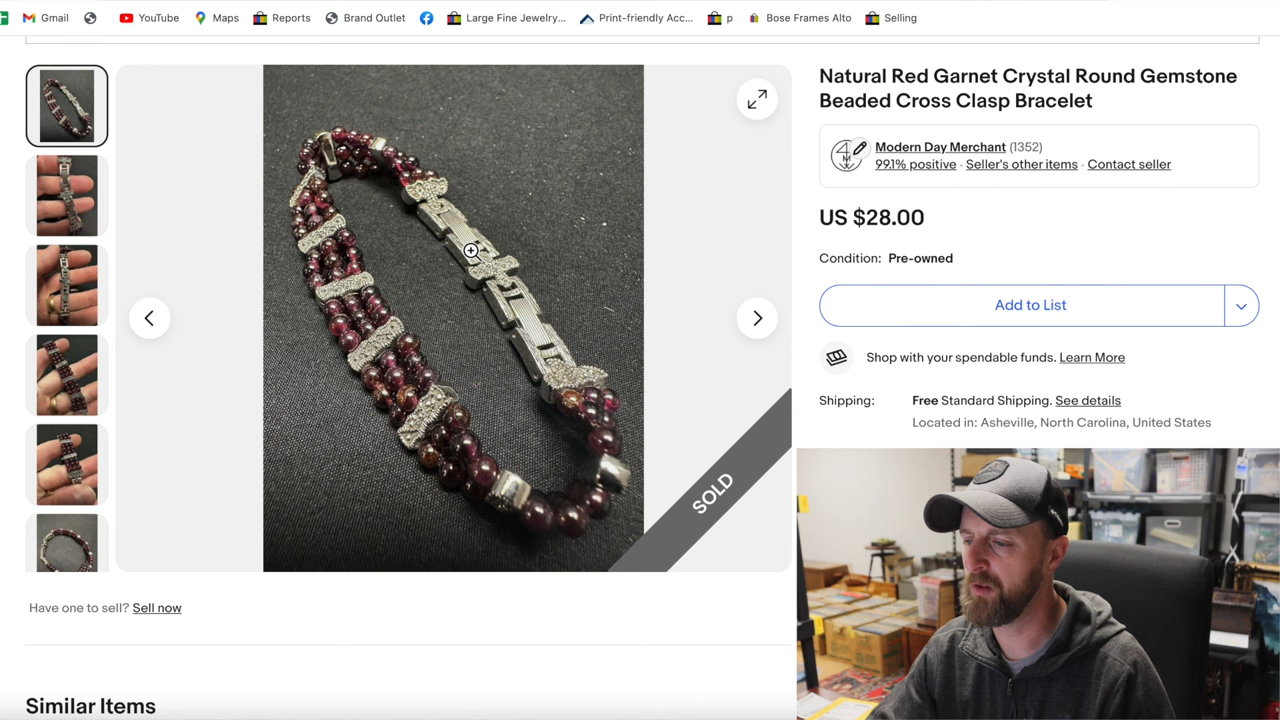 Gmail
YouTube
Maps
Reports
Brand Outlet
Large Fine Jewelry...
Print-friendly Acc...
p
Bose Frames Alto
Selling
Natural Red Garnet Crystal Round Gemstone
Beaded Cross Clasp Bracelet
Modern Day Merchant (1352)
99.1% positive · Seller's other items · Contact seller
US $28.00
Condition: Pre-owned
Add to List
Shop with your spendable funds. Learn More
Shipping: Free Standard Shipping. See details
Located in: Asheville, North Carolina, United States
SOLD
Have one to sell? Sell now
Similar Items